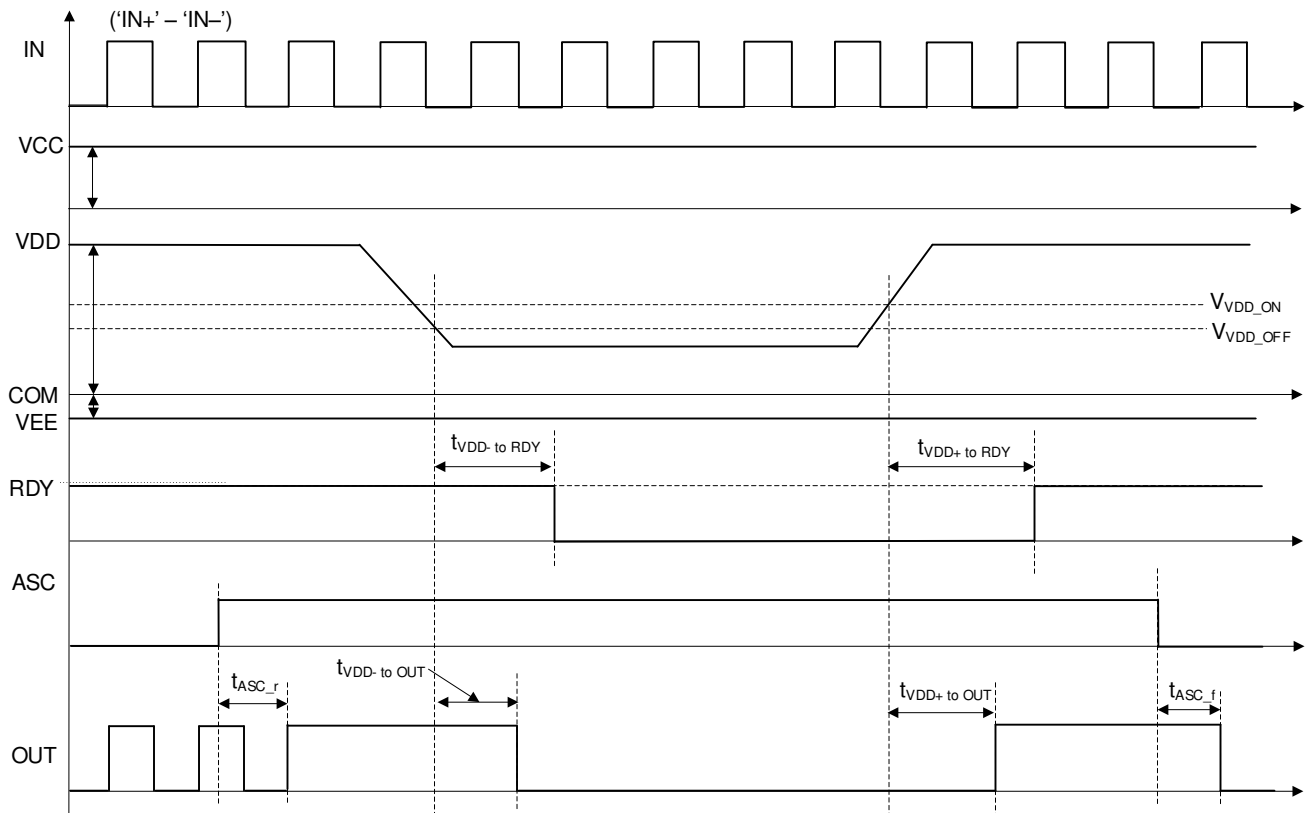 ('IN+' – 'IN–')
IN
VCC
VDD
VVDD_ON
VVDD_OFF
COM
VEE
tVDD- to RDY
tVDD+ to RDY
RDY
ASC
tASC_r
tVDD- to OUT
tVDD+ to OUT
tASC_f
OUT